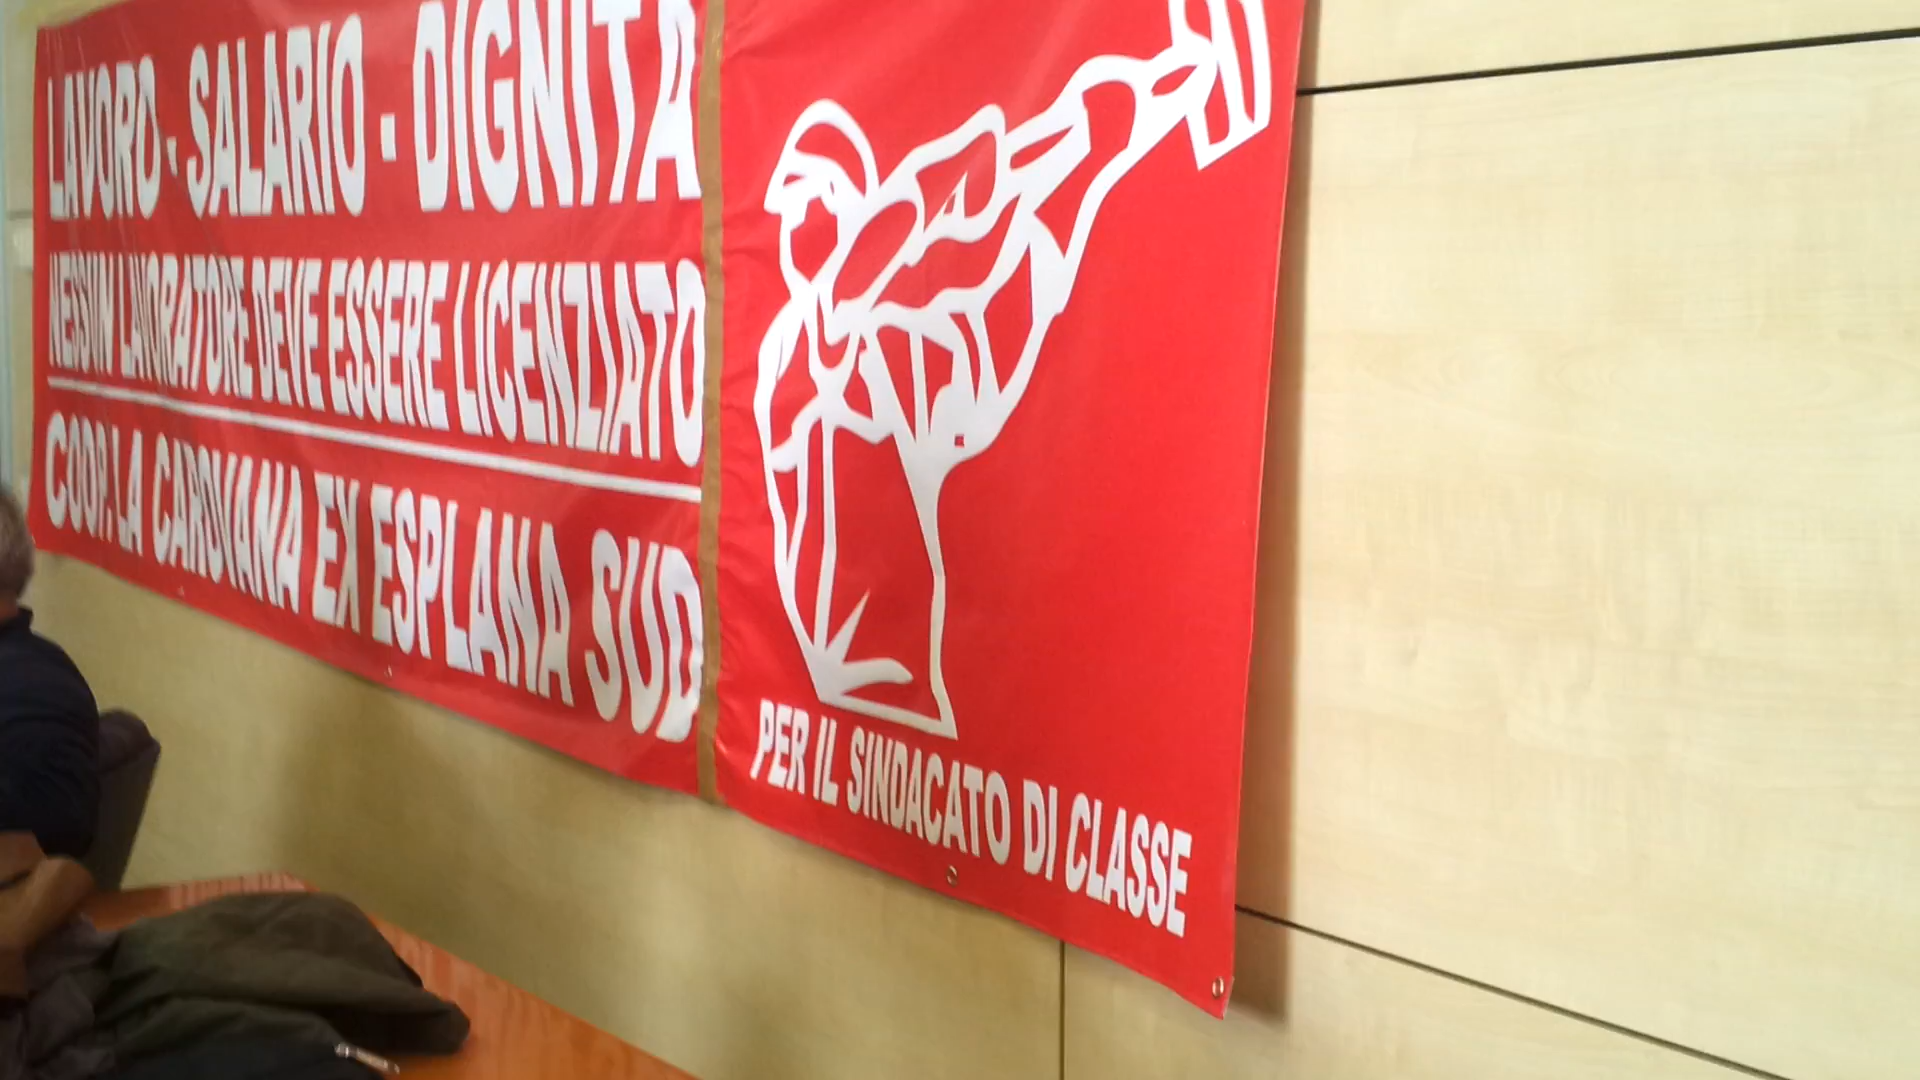 LAVORO - SALARIO - DIGNITA
NESSUN LAVORATORE DEVE ESSERE LICENZIATO
COOP. LA CAROVANA EX ESPLANA SUD
PER IL SINDACATO DI CLASSE